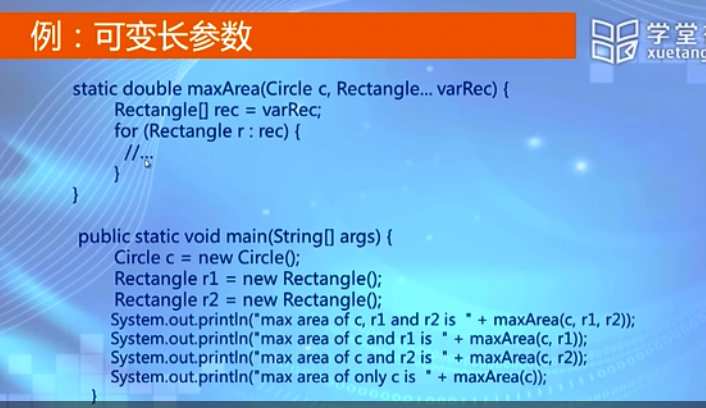 例：可变长参数
学堂
xuetang
static double maxArea(Circle c, Rectangle... varRec) {
Rectangle[] rec = varRec;
for (Rectangle r : rec) {
//...
}
}
public static void main(String[] args) {
Circle c = new Circle();
Rectangle r1 = new Rectangle();
Rectangle r2 = new Rectangle();
System.out.println("max area of c, r1 and r2 is " + maxArea(c, r1, r2));
System.out.println("max area of c and r1 is " + maxArea(c, r1));
System.out.println("max area of c and r2 is " + maxArea(c, r2));
System.out.println("max area of only c is " + maxArea(c));
}